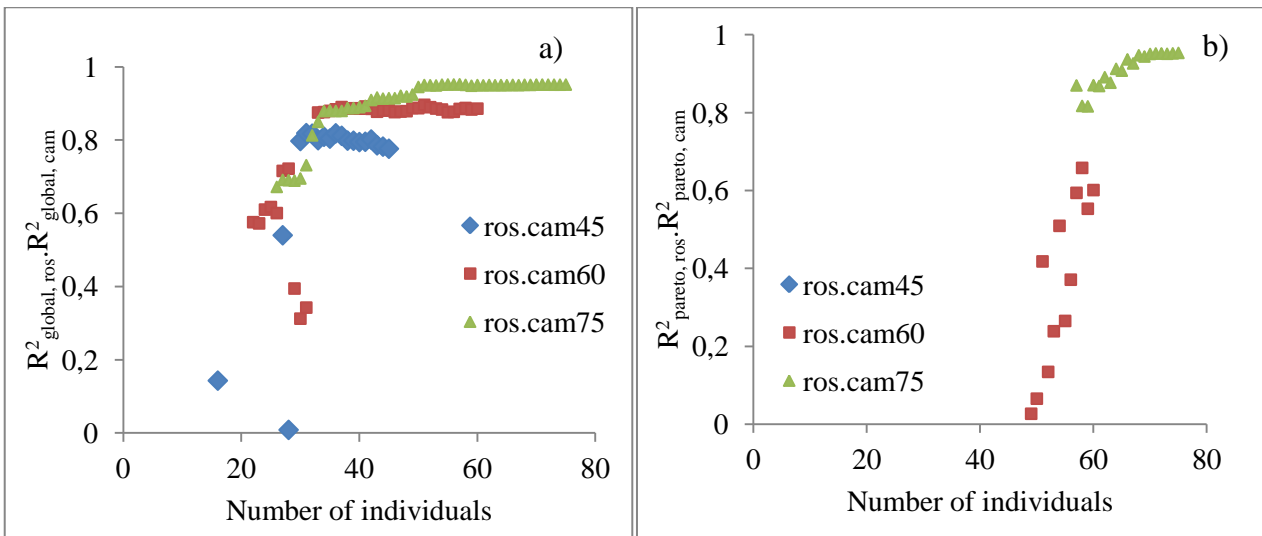 a)
1
0,8
0,6
0,4
0,2
0
0 20 40 60 80
R²global, ros.R²global, cam
Number of individuals
ros.cam45
ros.cam60
ros.cam75
b)
1
0,8
0,6
0,4
0,2
0
0 20 40 60 80
R²pareto, ros.R²pareto, cam
Number of individuals
ros.cam45
ros.cam60
ros.cam75